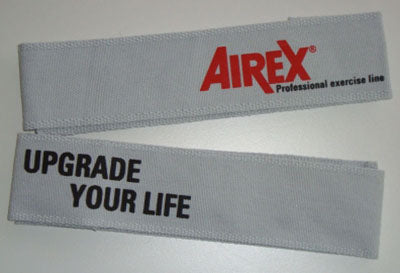 AIREX®
Professional exercise line
UPGRADE
YOUR LIFE